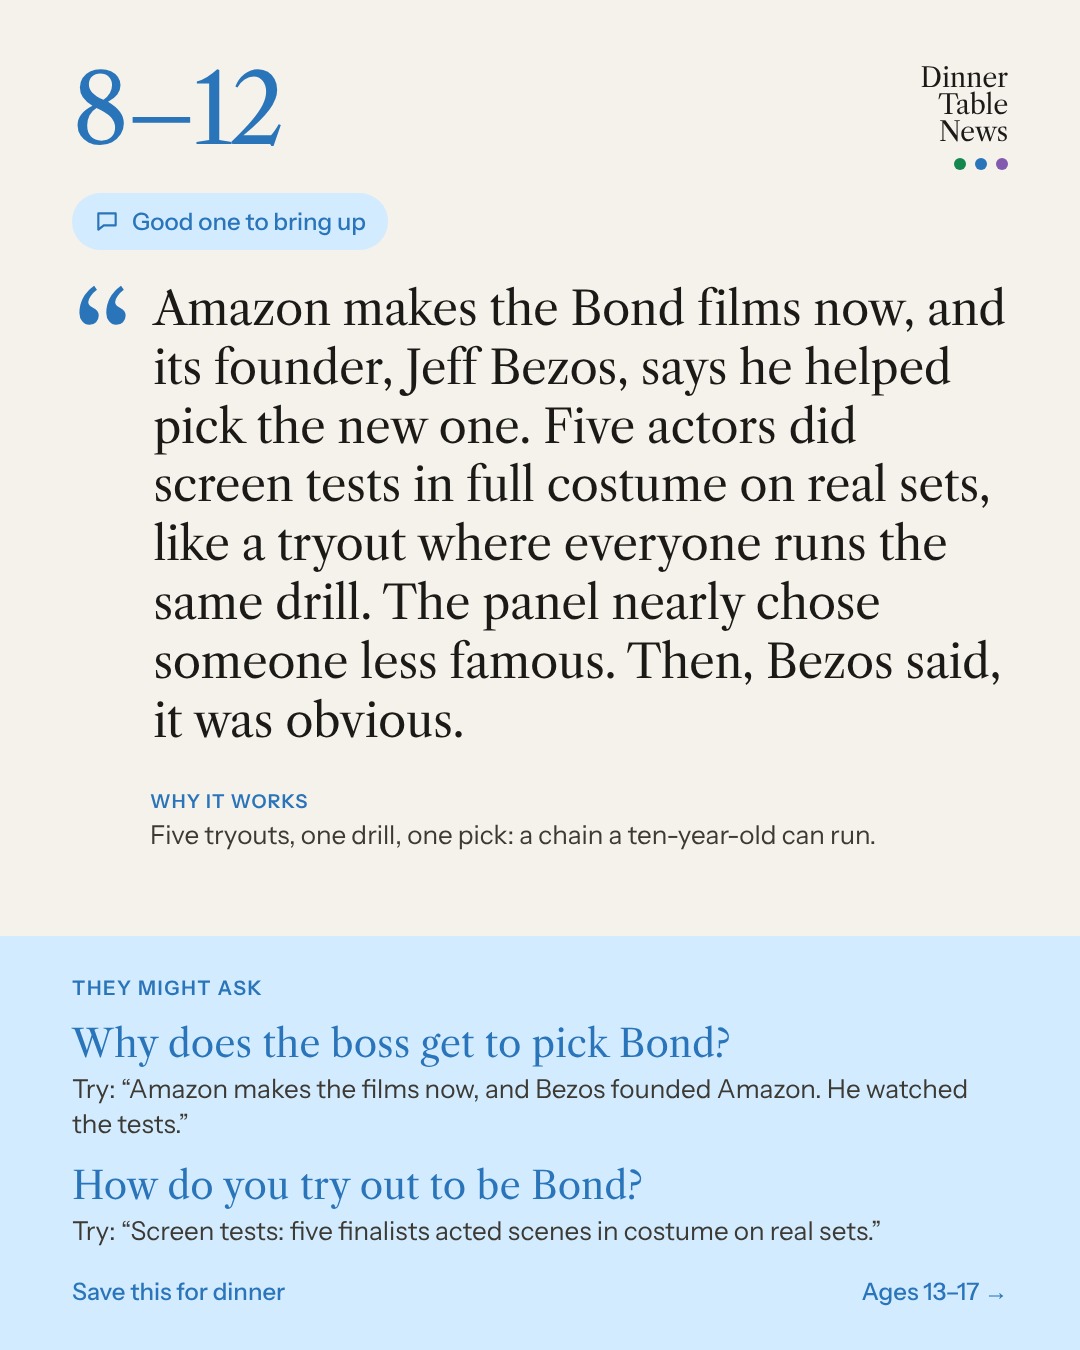 8–12
Dinner
Table
News
Good one to bring up
“ Amazon makes the Bond films now, and
its founder, Jeff Bezos, says he helped
pick the new one. Five actors did
screen tests in full costume on real sets,
like a tryout where everyone runs the
same drill. The panel nearly chose
someone less famous. Then, Bezos said,
it was obvious.
WHY IT WORKS
Five tryouts, one drill, one pick: a chain a ten-year-old can run.
THEY MIGHT ASK
Why does the boss get to pick Bond?
Try: “Amazon makes the films now, and Bezos founded Amazon. He watched
the tests.”
How do you try out to be Bond?
Try: “Screen tests: five finalists acted scenes in costume on real sets.”
Save this for dinner
Ages 13–17 →